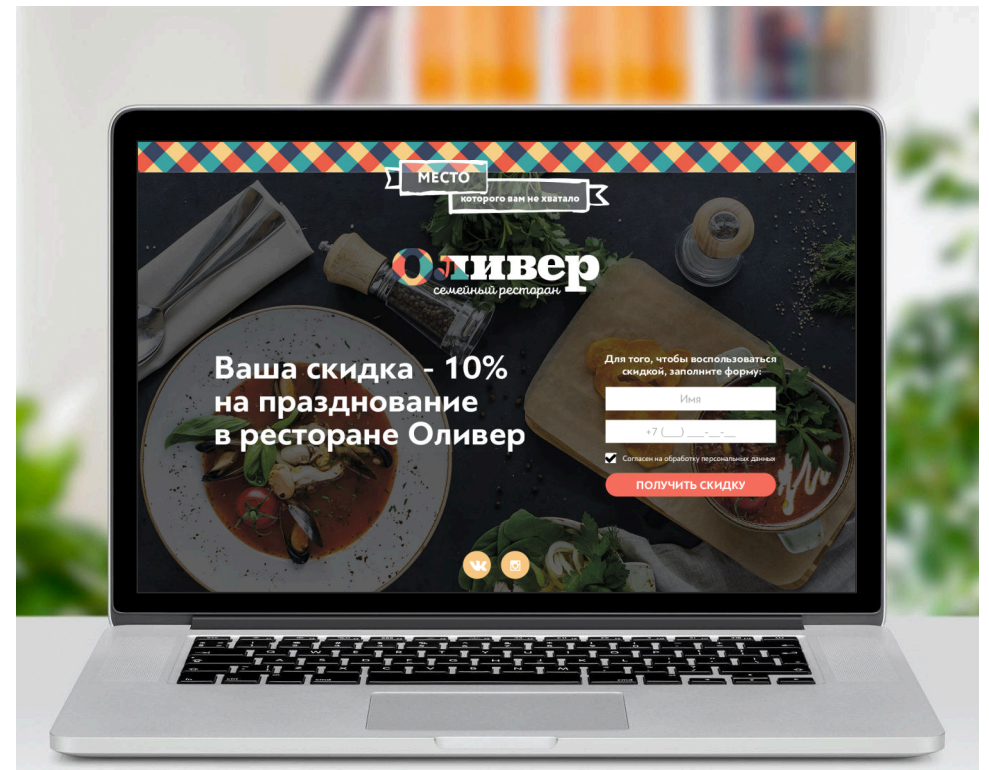 МЕСТО
которого вам не хватало
Оливер
семейный ресторан
Ваша скидка - 10%
на празднование
в ресторане Оливер
Для того, чтобы воспользоваться
скидкой, заполните форму:
Имя
+7 (__) ___-__-__
Согласен на обработку персональных данных
ПОЛУЧИТЬ СКИДКУ